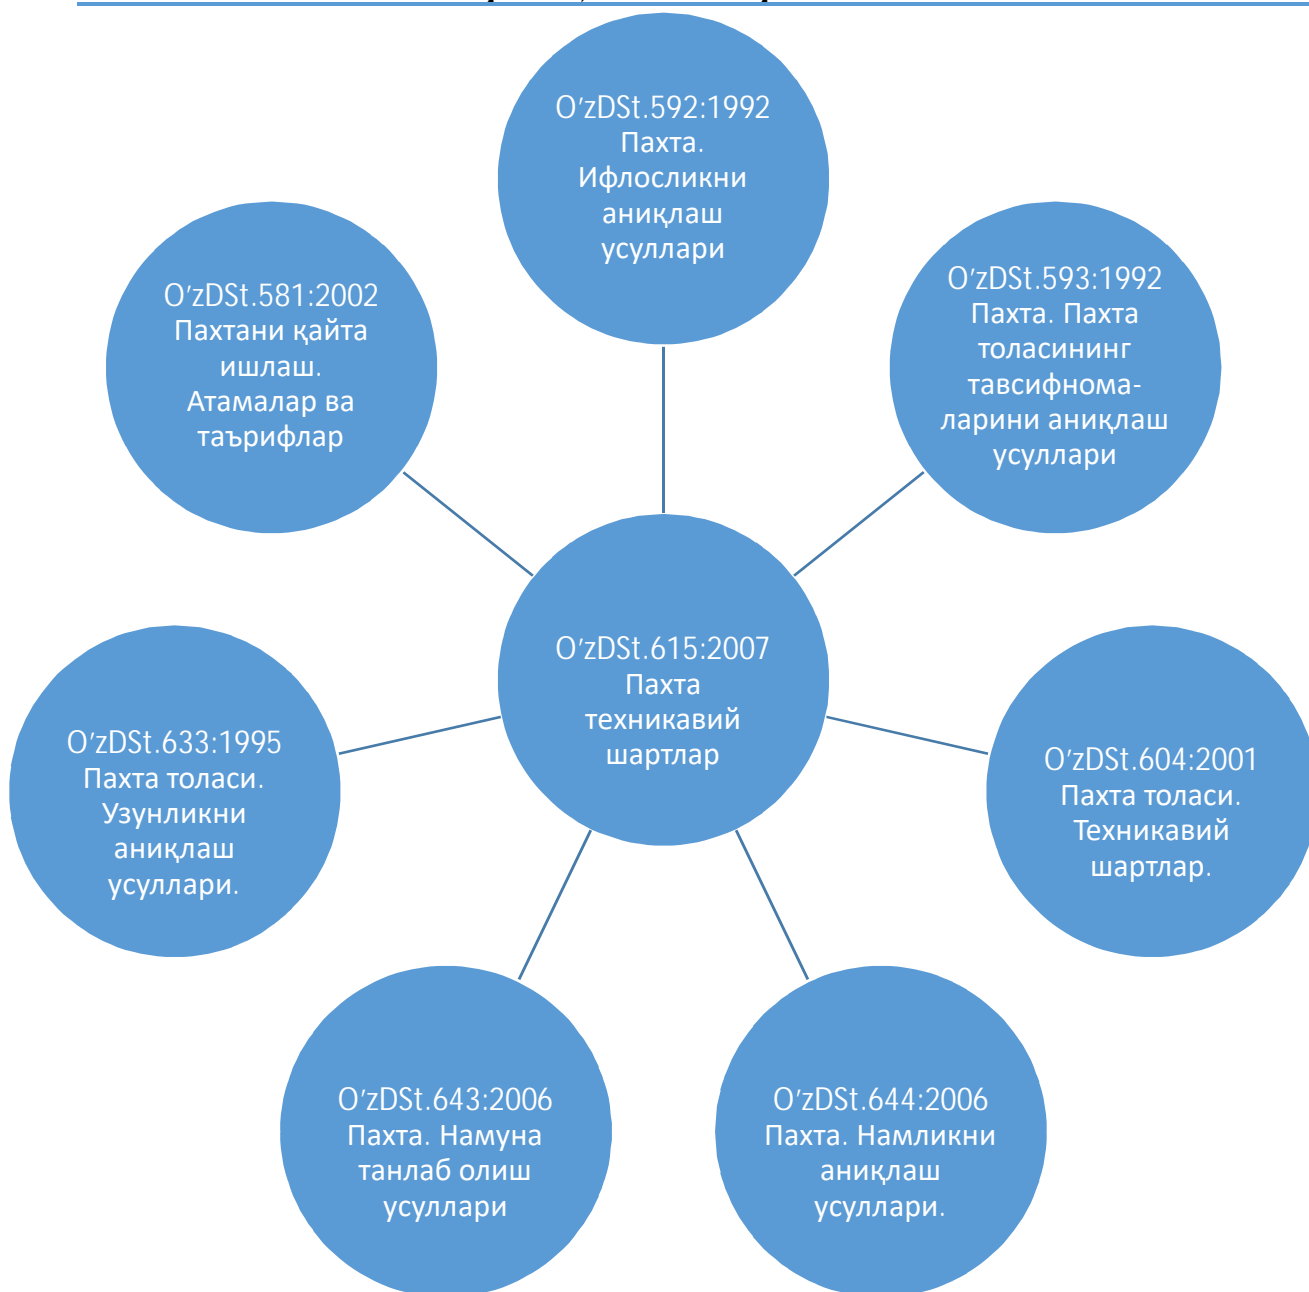 O’zDSt.592:1992
Пахта.
Ифлосликни
аниқлаш
усуллари
O’zDSt.593:1992
Пахта. Пахта
толасининг
тавсифнома-
ларини аниқлаш
усуллари
O’zDSt.604:2001
Пахта толаси.
Техникавий
шартлар.
O’zDSt.644:2006
Пахта. Намликни
аниқлаш
усуллари.
O’zDSt.643:2006
Пахта. Намуна
танлаб олиш
усуллари
O’zDSt.633:1995
Пахта толаси.
Узунликни
аниқлаш
усуллари.
O’zDSt.581:2002
Пахтани қайта
ишлаш.
Атамалар ва
таърифлар
O’zDSt.615:2007
Пахта
техникавий
шартлар